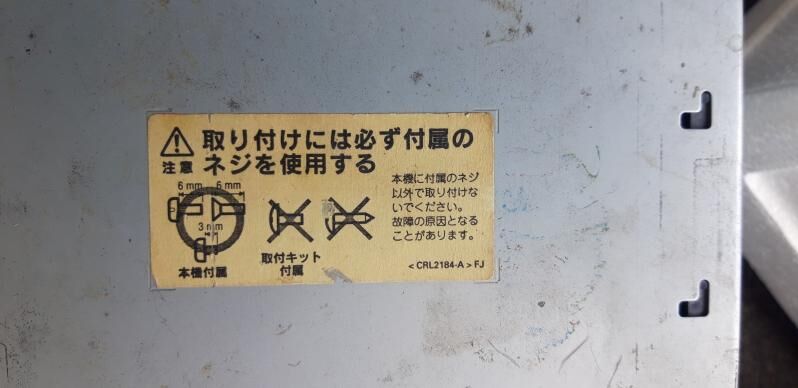 ⚠ 取り付けには必ず付属の
注意 ネジを使用する
6 mm 6 mm
3 mm
本機付属
取付キット
付属
本機に付属のネジ
以外で取り付けな
いでください。
故障の原因となる
ことがあります。
<CRL2184-A>FJ